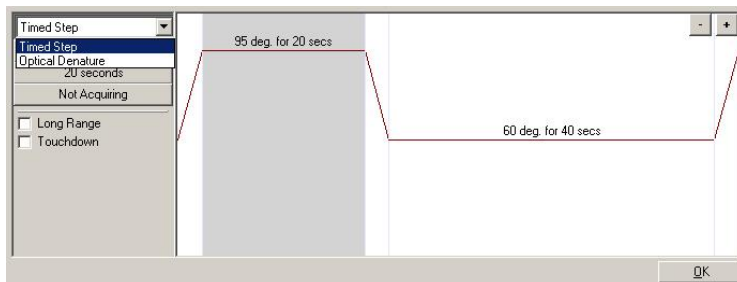 Timed Step
Timed Step
Optical Denature
20 seconds
Not Acquiring
Long Range
Touchdown
95 deg. for 20 secs
60 deg. for 40 secs
- +
OK